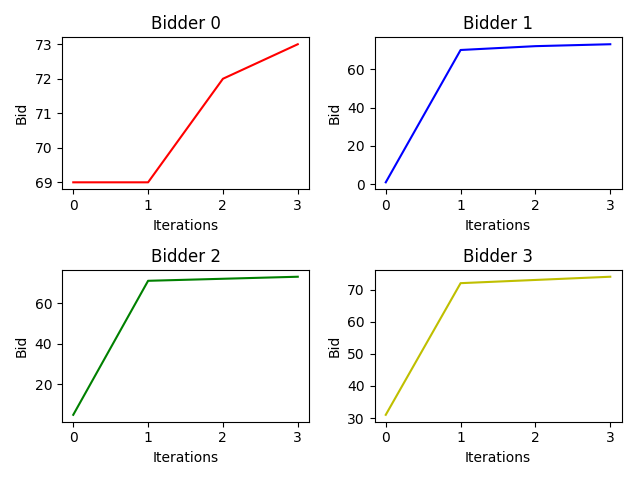 Bidder 0
73
72
71
70
69
Bid
0 1 2 3
Iterations
Bidder 1
60
40
20
0
Bid
0 1 2 3
Iterations
Bidder 2
60
40
20
Bid
0 1 2 3
Iterations
Bidder 3
70
60
50
40
30
Bid
0 1 2 3
Iterations